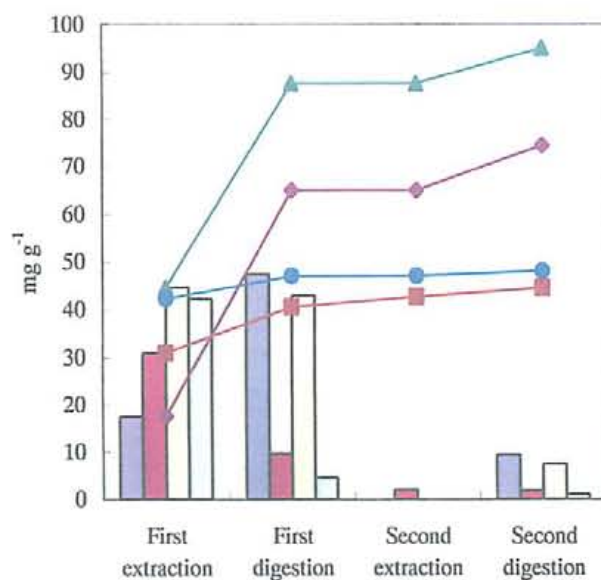 100
90
80
70
60
50
40
30
20
10
0
mg g⁻¹
First extraction
First digestion
Second extraction
Second digestion